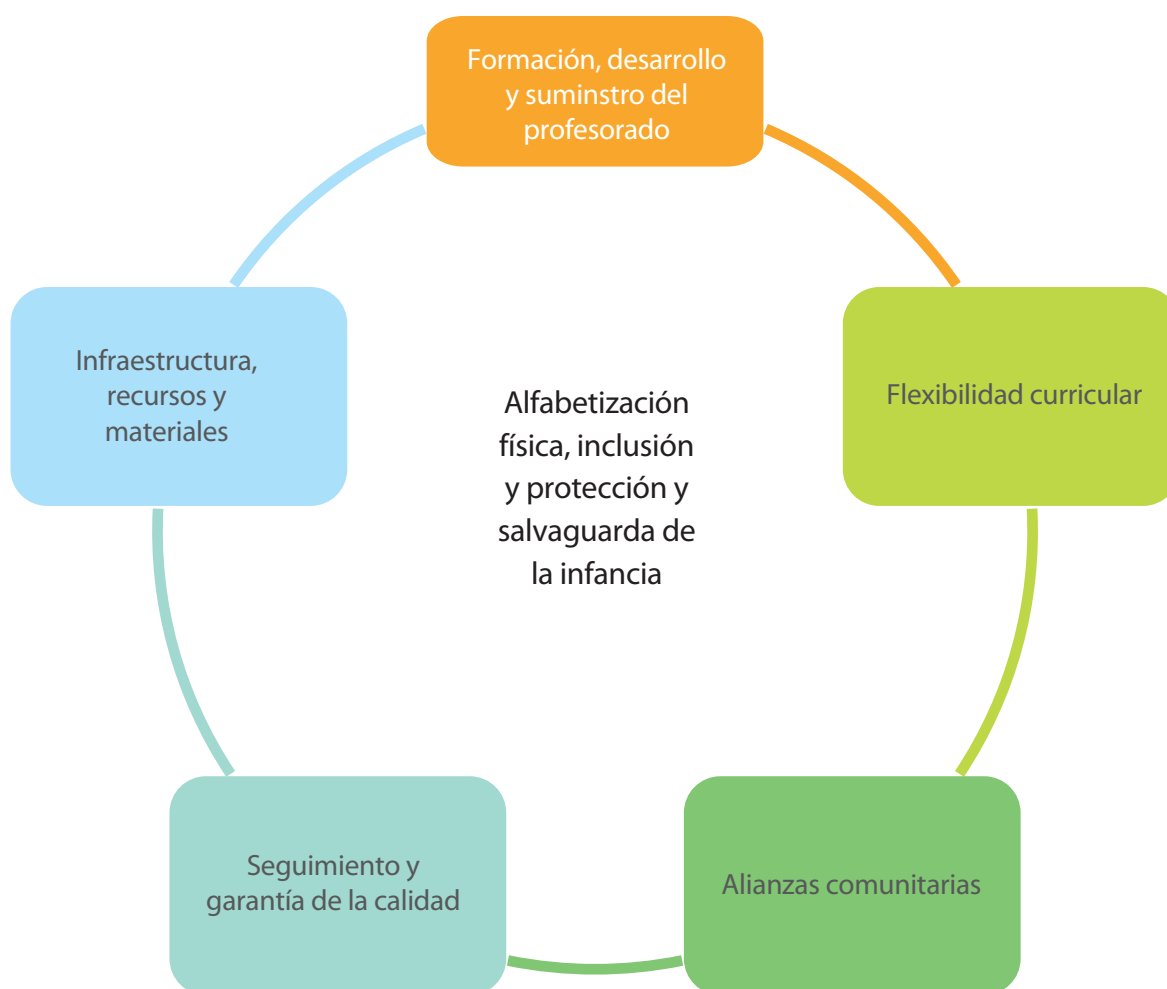 Formación, desarrollo
y suminstro del
profesorado
Infraestructura,
recursos y
materiales
Alfabetización
física, inclusión
y protección y
salvaguarda de
la infancia
Flexibilidad curricular
Seguimiento y
garantía de la calidad
Alianzas comunitarias